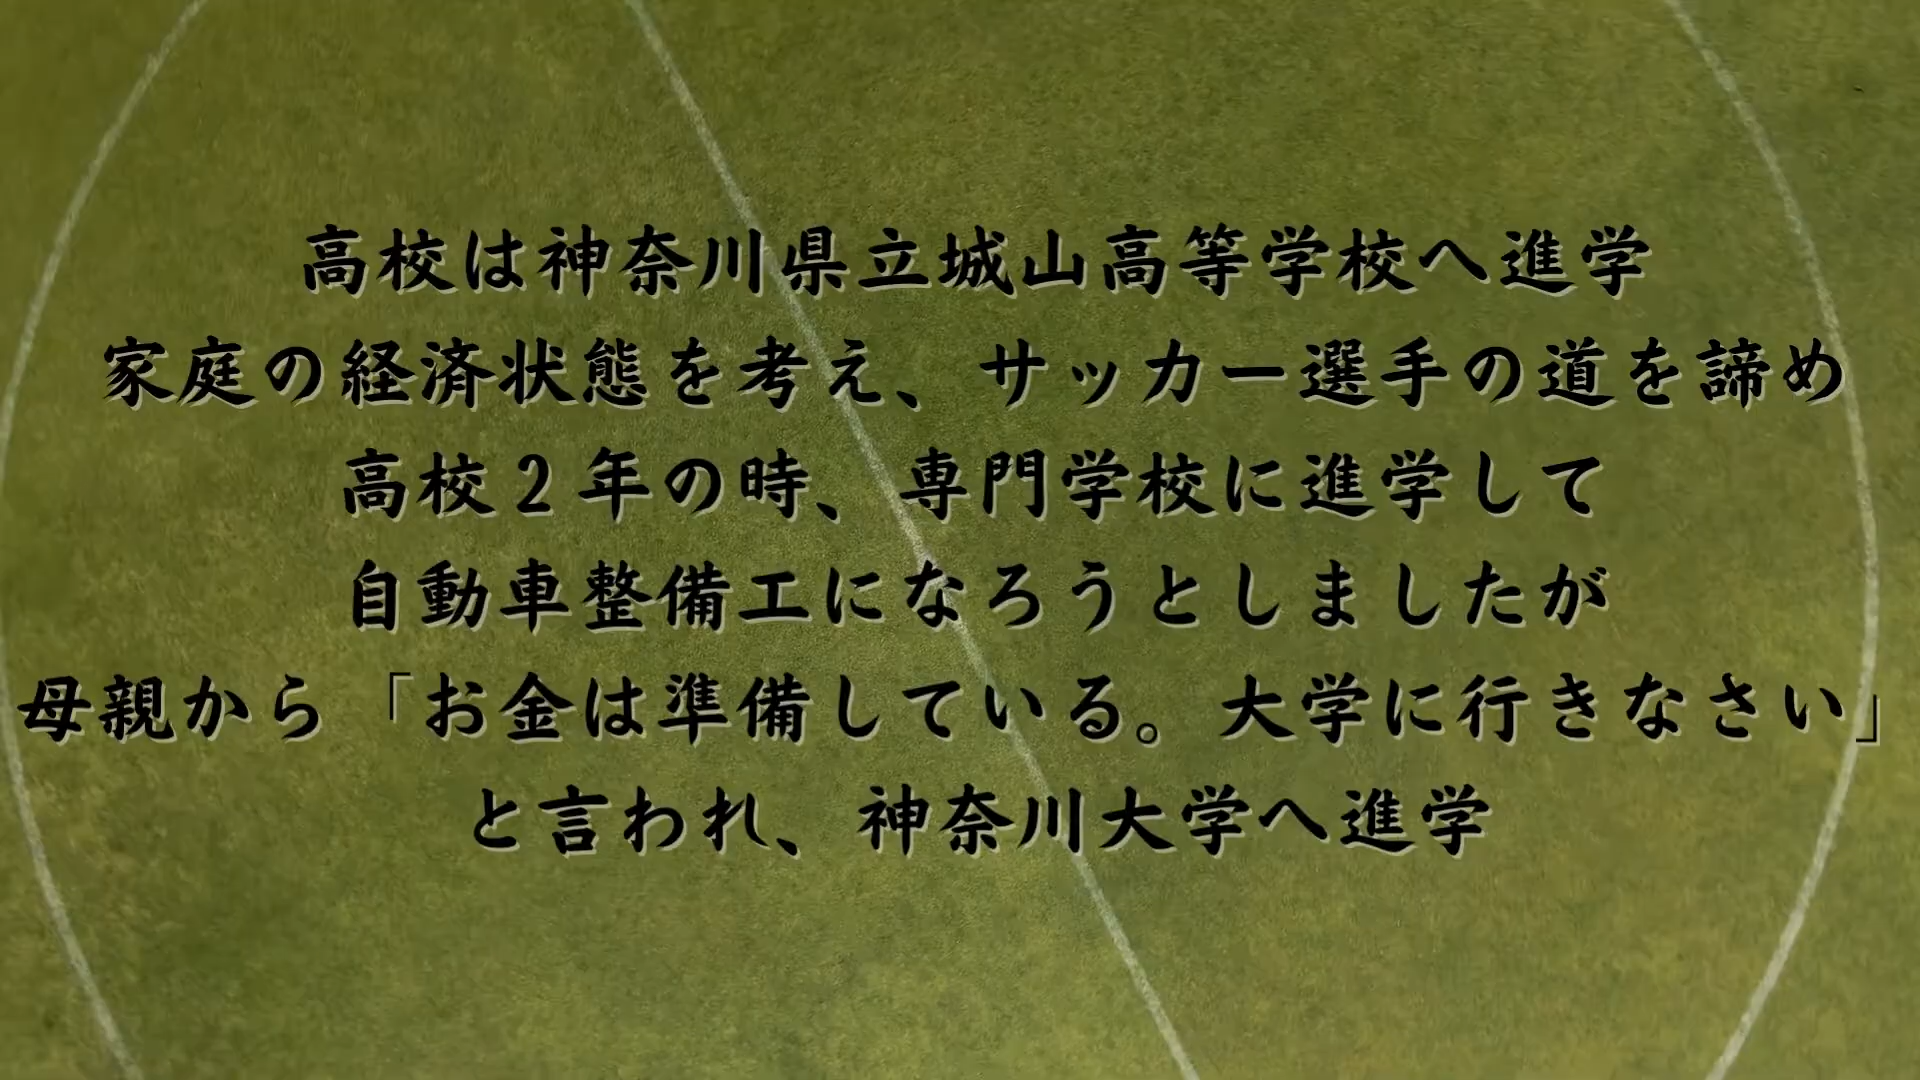 高校は神奈川県立城山高等学校へ進学
家庭の経済状態を考え、サッカー選手の道を諦め
高校２年の時、専門学校に進学して
自動車整備工になろうとしましたが
母親から「お金は準備している。大学に行きなさい」
と言われ、神奈川大学へ進学